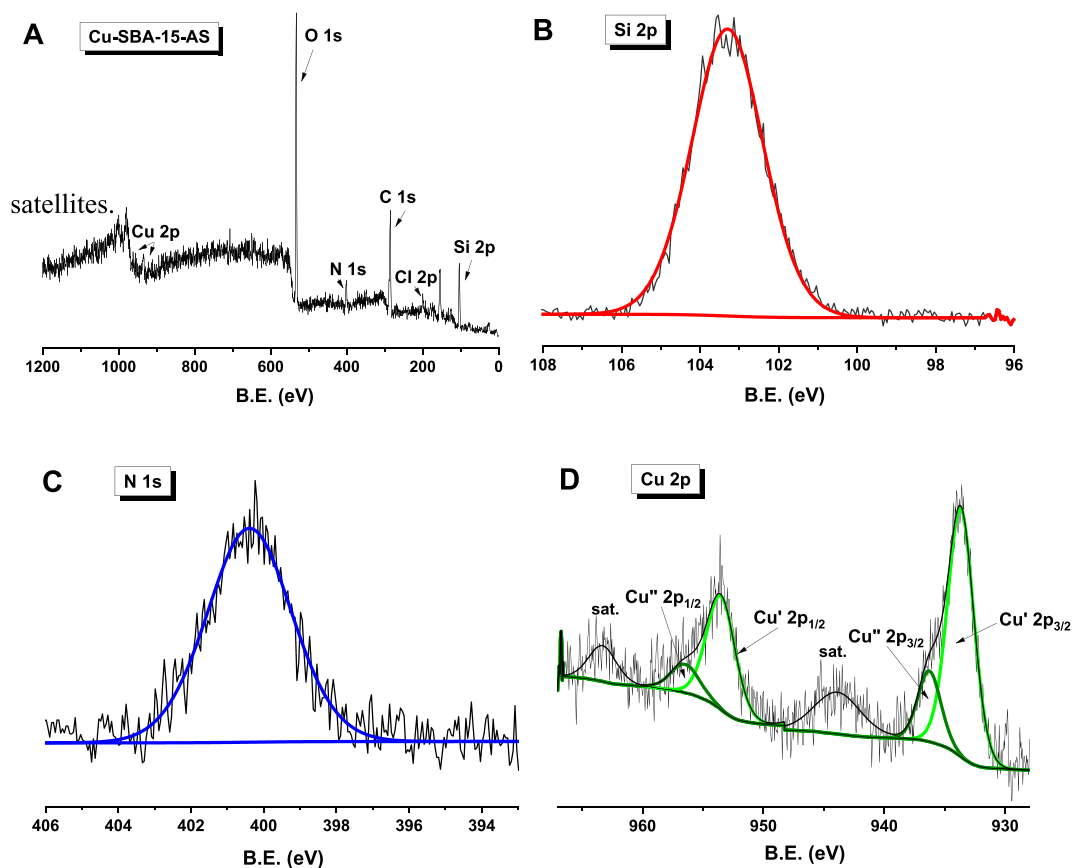 A
Cu-SBA-15-AS
O 1s
satellites.
Cu 2p
N 1s
C 1s
Cl 2p
Si 2p
1200 1000 800 600 400 200 0
B.E. (eV)
B
Si 2p
108 106 104 102 100 98 96
B.E. (eV)
C
N 1s
406 404 402 400 398 396 394
B.E. (eV)
D
Cu 2p
sat.
Cu" 2p1/2
Cu' 2p1/2
sat.
Cu" 2p3/2
Cu' 2p3/2
960 950 940 930
B.E. (eV)